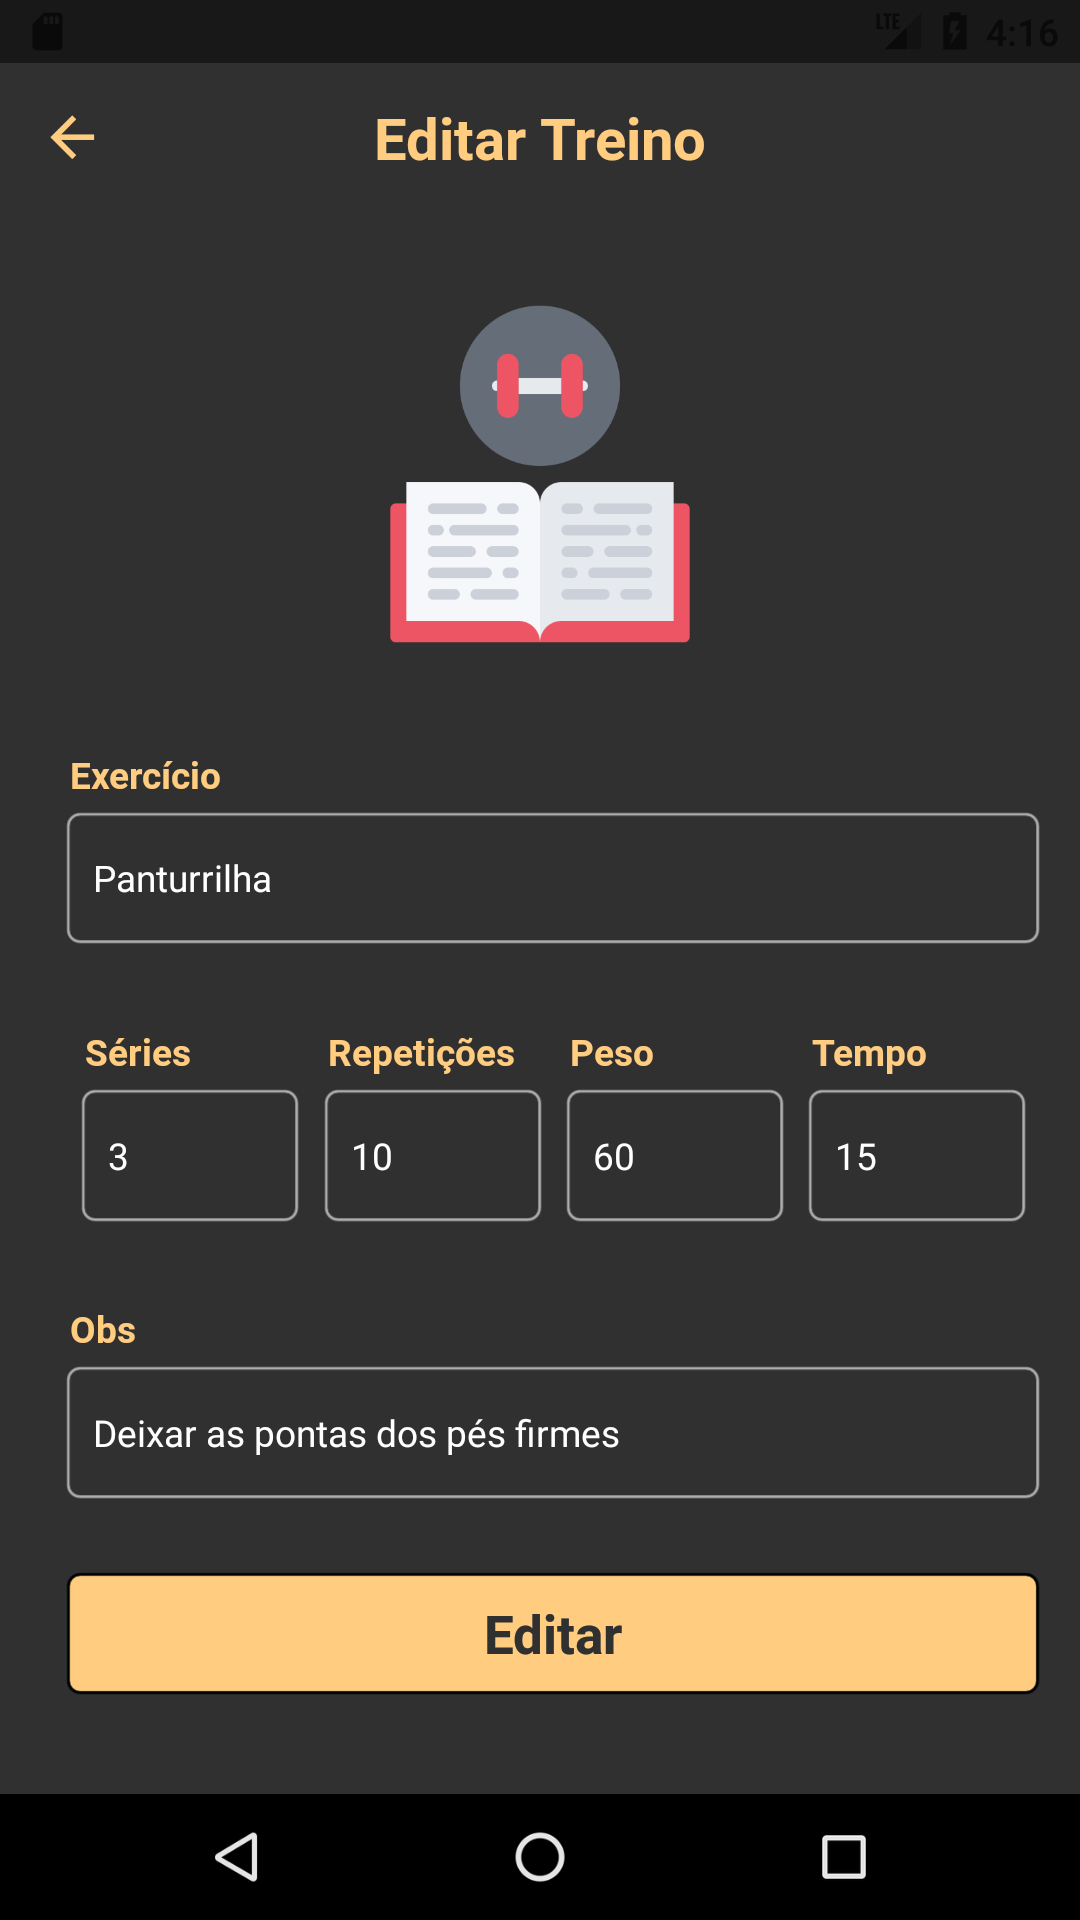 LTE 4:16
Editar Treino
Exercício
Panturrilha
Séries Repetições Peso Tempo
3 10 60 15
Obs
Deixar as pontas dos pés firmes
Editar